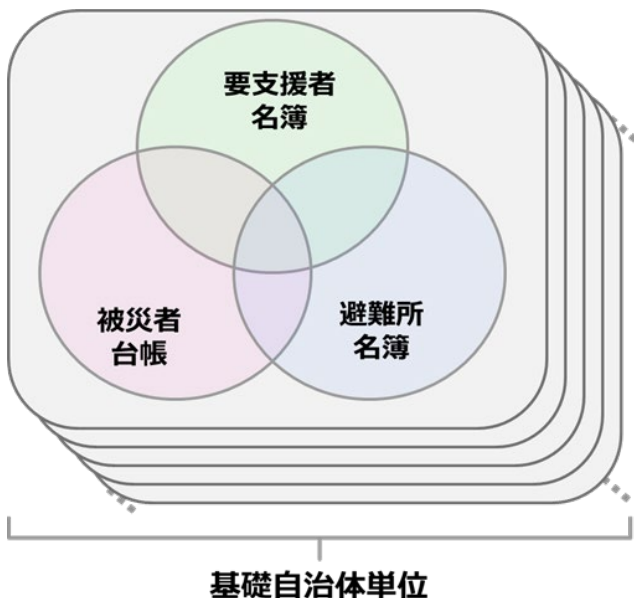 要支援者
名簿
被災者
台帳
避難所
名簿
基礎自治体単位